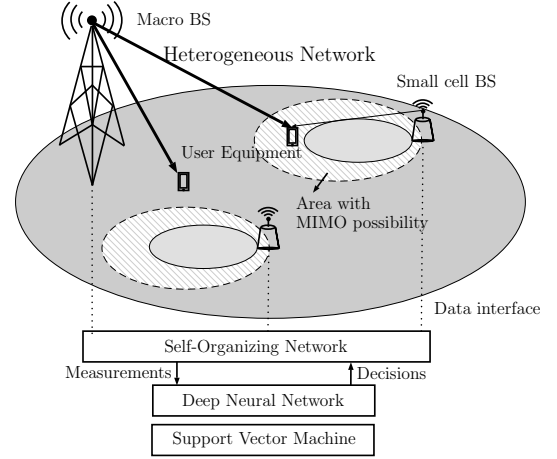 Macro BS
Heterogeneous Network
Small cell BS
User Equipment
Area with
MIMO possibility
Data interface
Self-Organizing Network
Measurements
Decisions
Deep Neural Network
Support Vector Machine